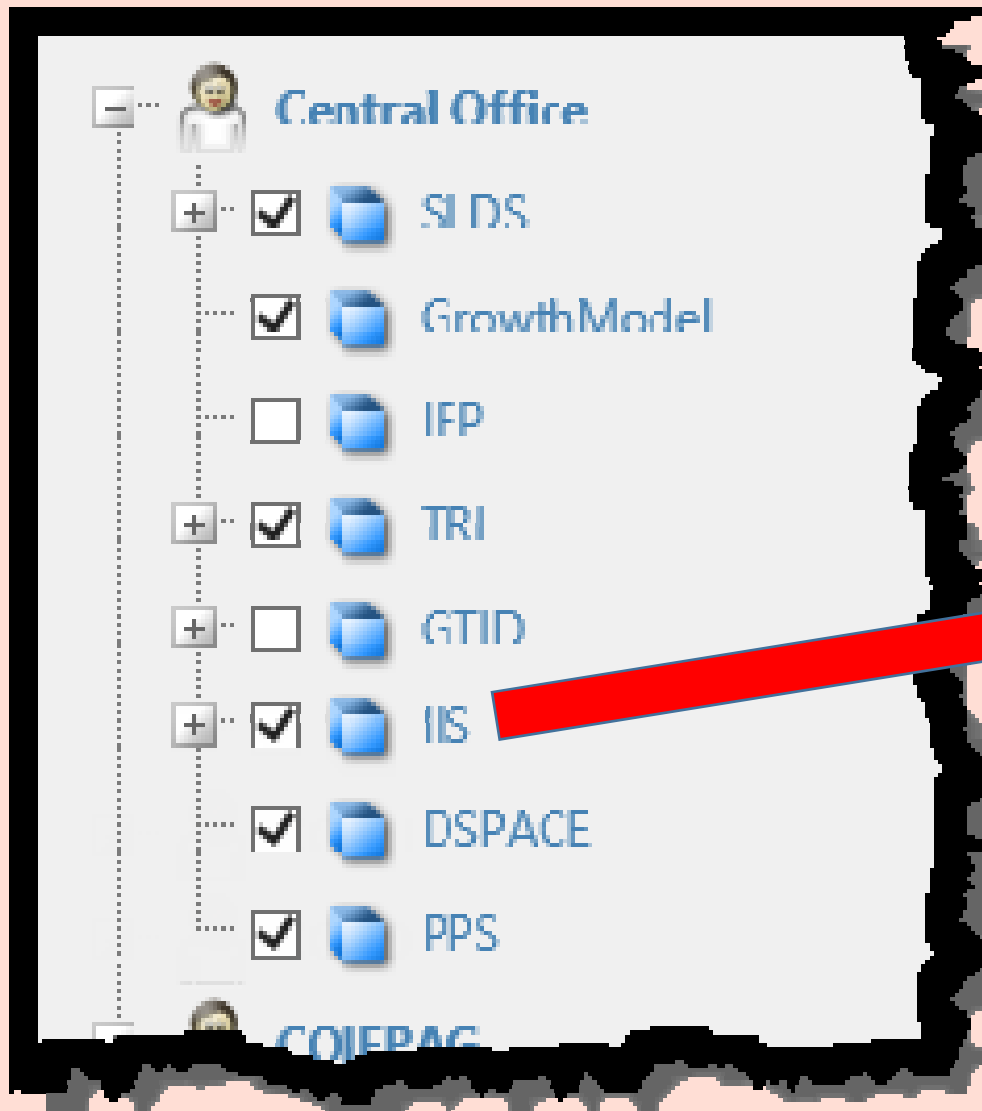 Central Office
SLDS
GrowthModel
IEP
TRI
GTID
IIS
DSPACE
PPS